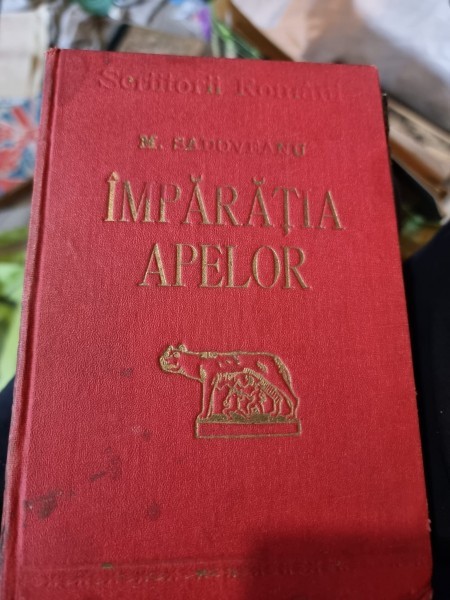 Scriitorii Români
M. SADOVEANU
ÎMPĂRĂȚIA
APELOR